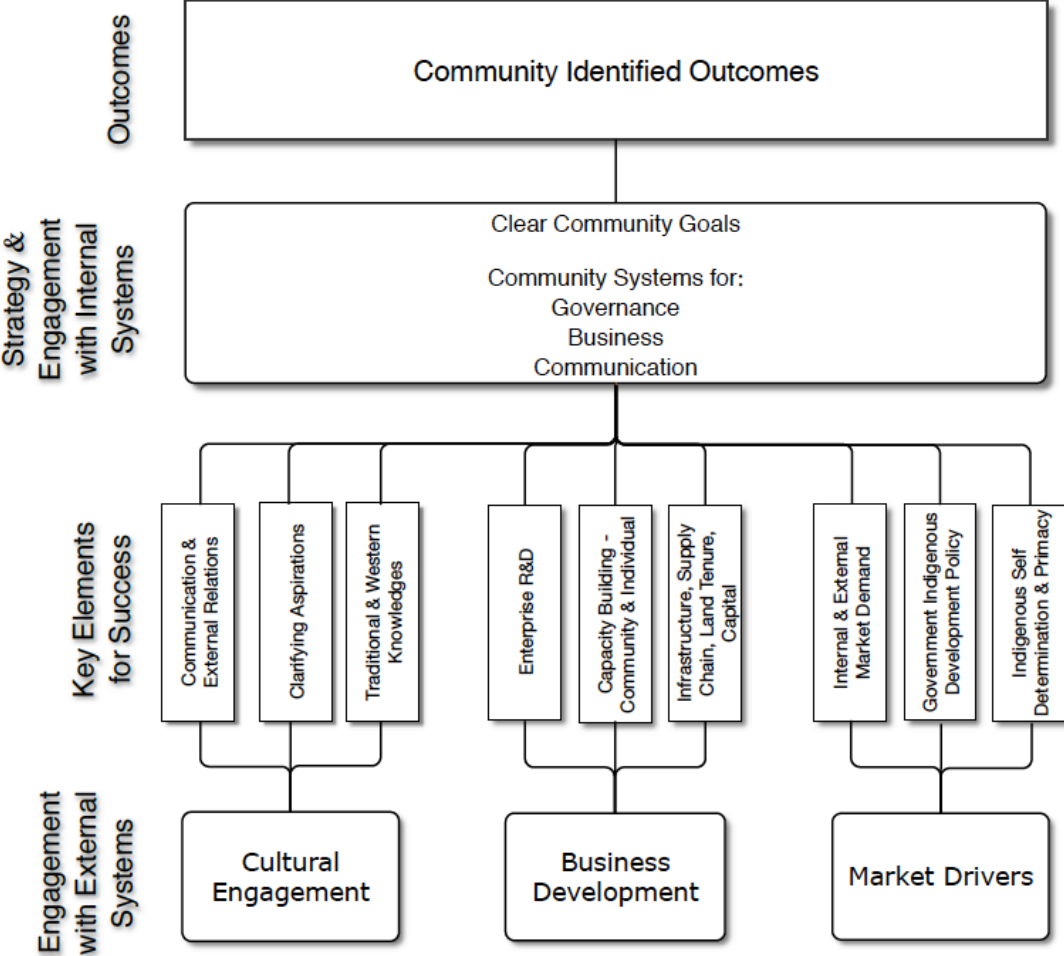 Outcomes
Community Identified Outcomes
Strategy &
Engagement
with Internal
Systems
Clear Community Goals
Community Systems for:
Governance
Business
Communication
Key Elements
for Success
Communication &
External Relations
Clarifying Aspirations
Traditional & Western
Knowledges
Enterprise R&D
Capacity Building -
Community & Individual
Infrastructure, Supply
Chain, Land Tenure,
Capital
Internal & External
Market Demand
Government Indigenous
Development Policy
Indigenous Self
Determination & Primacy
Engagement
with External
Systems
Cultural
Engagement
Business
Development
Market Drivers